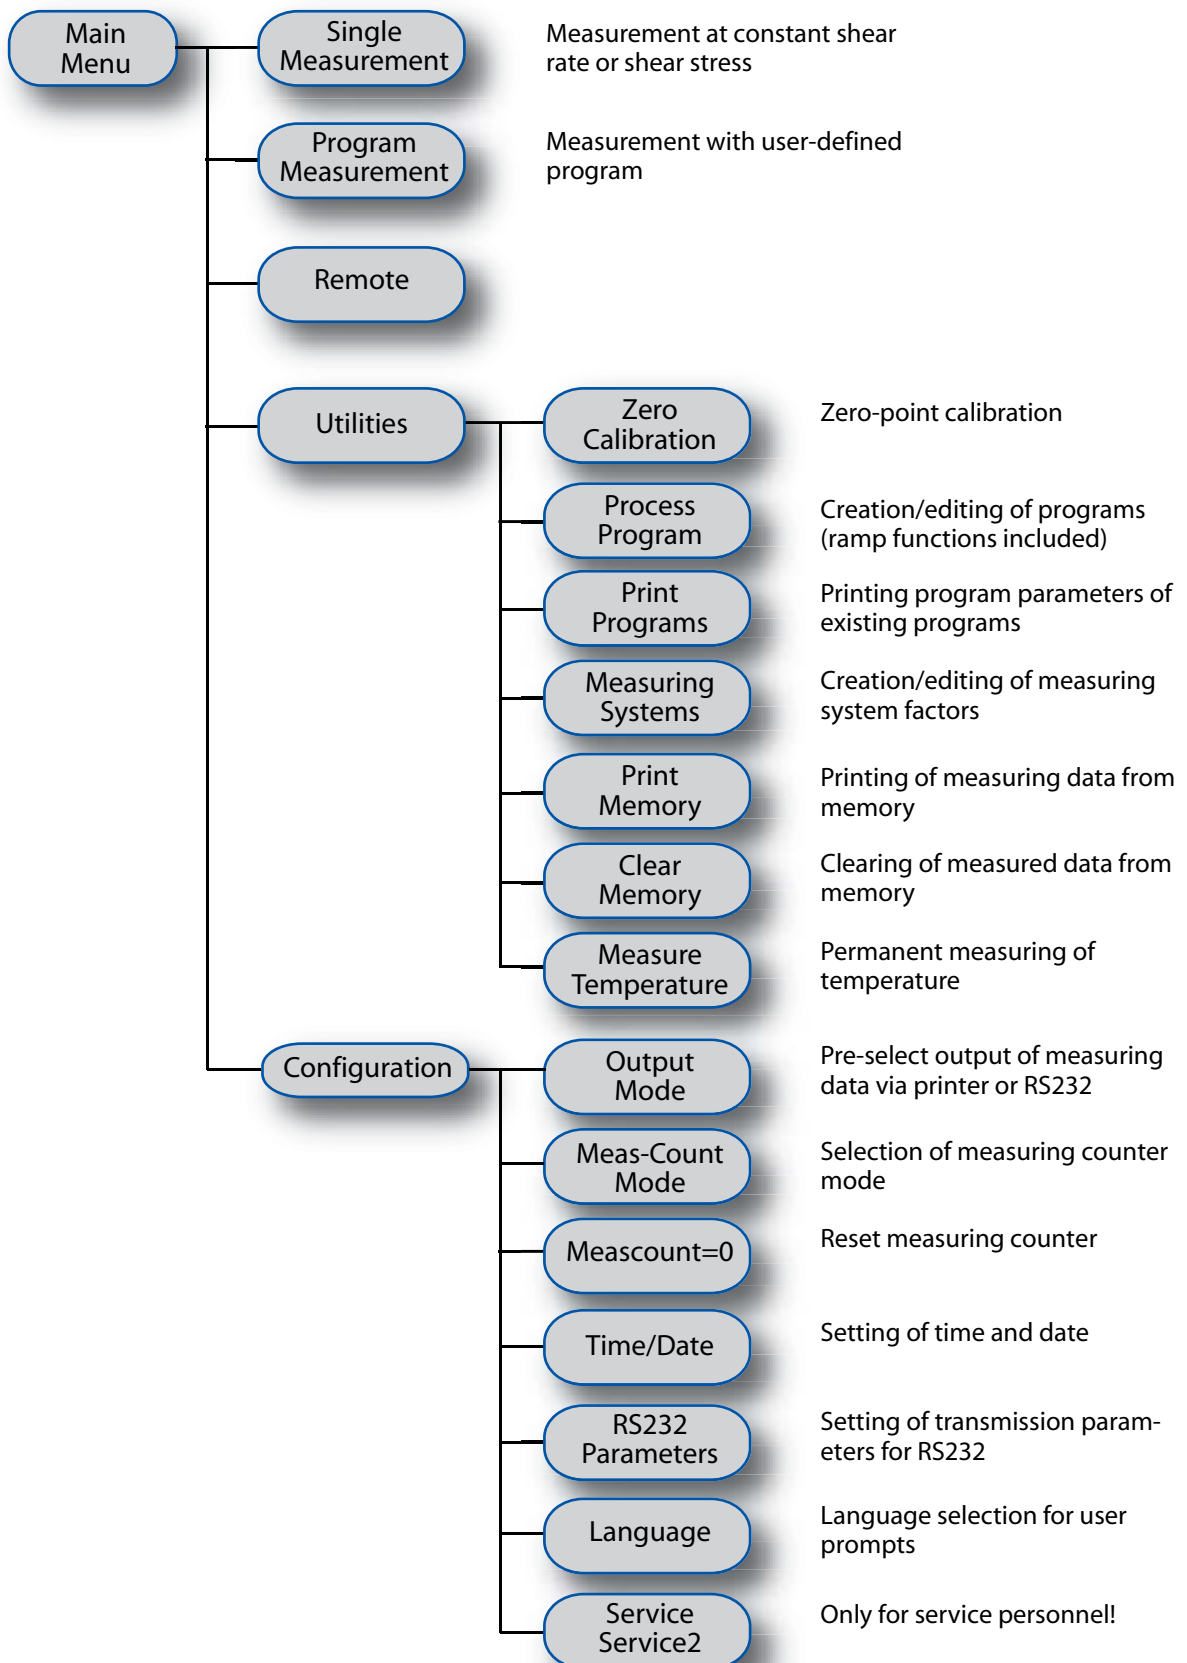 Main
Menu
Single
Measurement
Measurement at constant shear
rate or shear stress
Program
Measurement
Measurement with user-defined
program
Remote
Utilities
Zero
Calibration
Zero-point calibration
Process
Program
Creation/editing of programs
(ramp functions included)
Print
Programs
Printing program parameters of
existing programs
Measuring
Systems
Creation/editing of measuring
system factors
Print
Memory
Printing of measuring data from
memory
Clear
Memory
Clearing of measured data from
memory
Measure
Temperature
Permanent measuring of
temperature
Configuration
Output
Mode
Pre-select output of measuring
data via printer or RS232
Meas-Count
Mode
Selection of measuring counter
mode
Meascount=0
Reset measuring counter
Time/Date
Setting of time and date
RS232
Parameters
Setting of transmission param-
eters for RS232
Language
Language selection for user
prompts
Service
Service2
Only for service personnel!